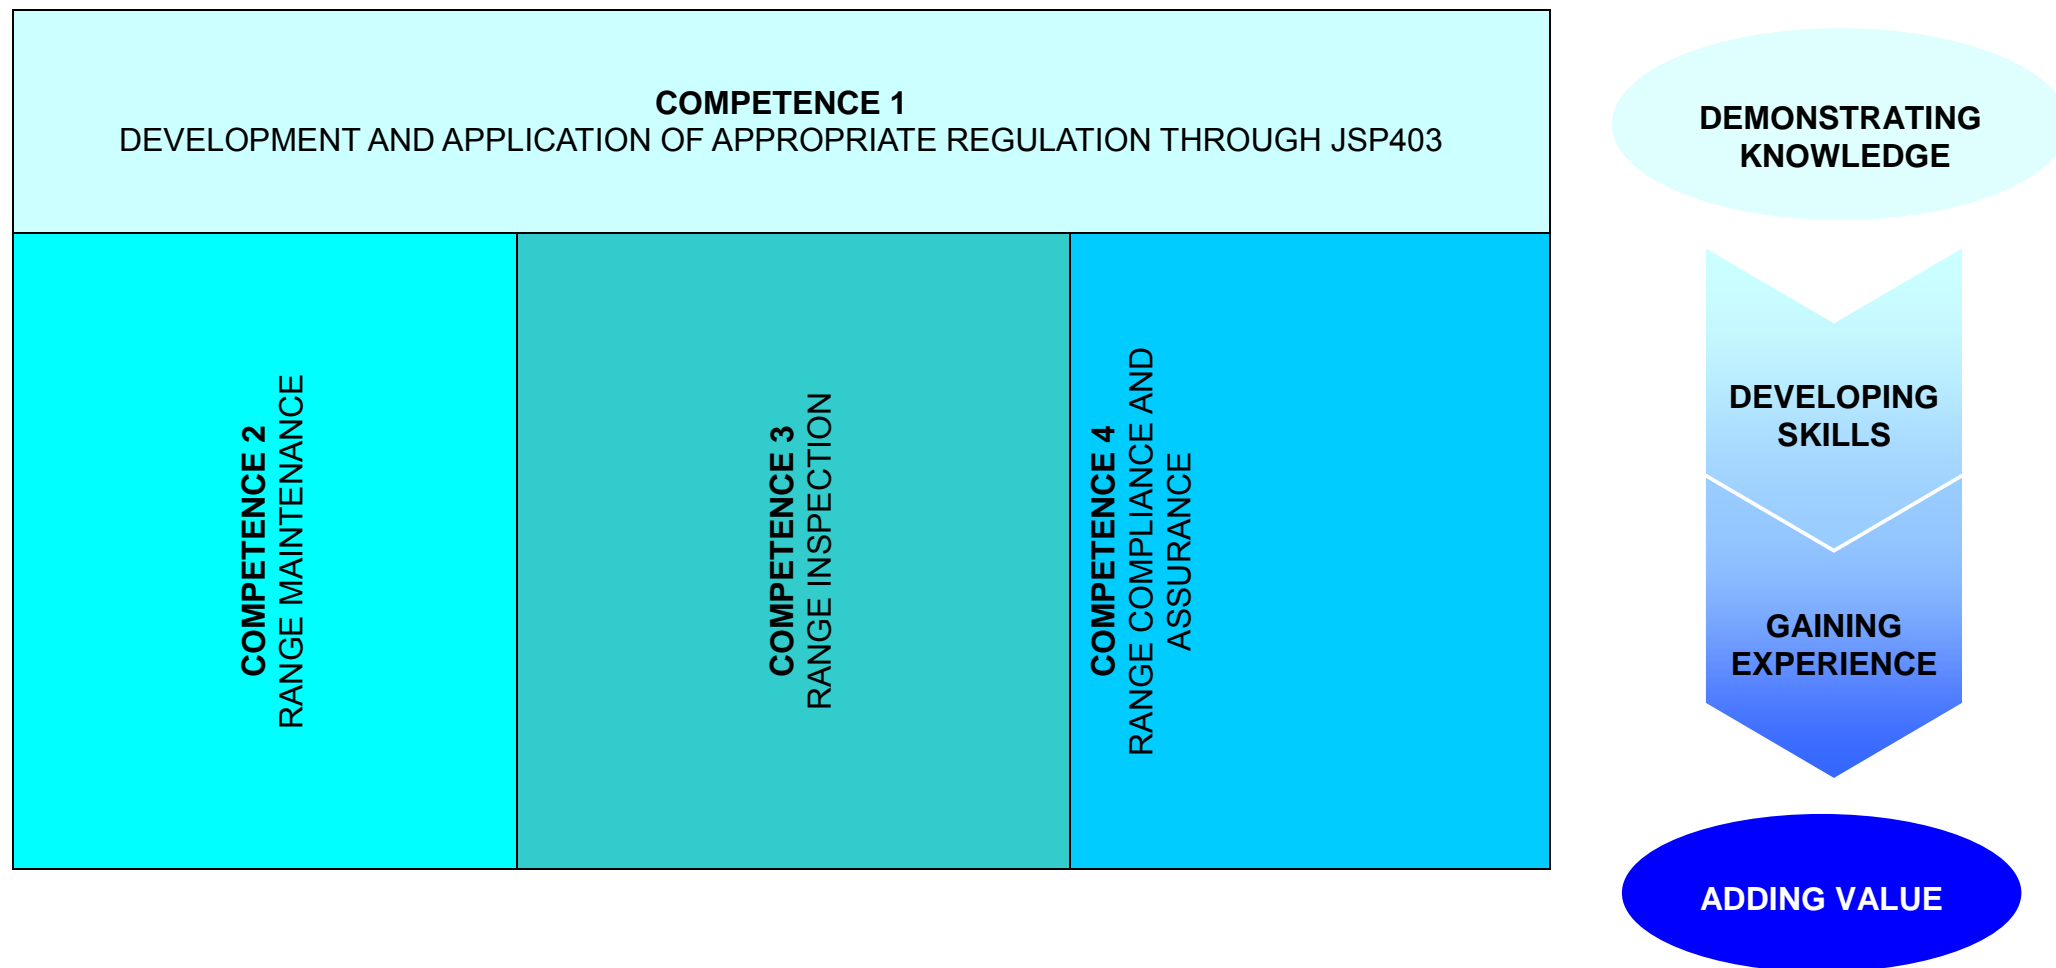 COMPETENCE 1
DEVELOPMENT AND APPLICATION OF APPROPRIATE REGULATION THROUGH JSP403
COMPETENCE 2
RANGE MAINTENANCE
COMPETENCE 3
RANGE INSPECTION
COMPETENCE 4
RANGE COMPLIANCE AND
ASSURANCE
DEMONSTRATING
KNOWLEDGE
DEVELOPING
SKILLS
GAINING
EXPERIENCE
ADDING VALUE